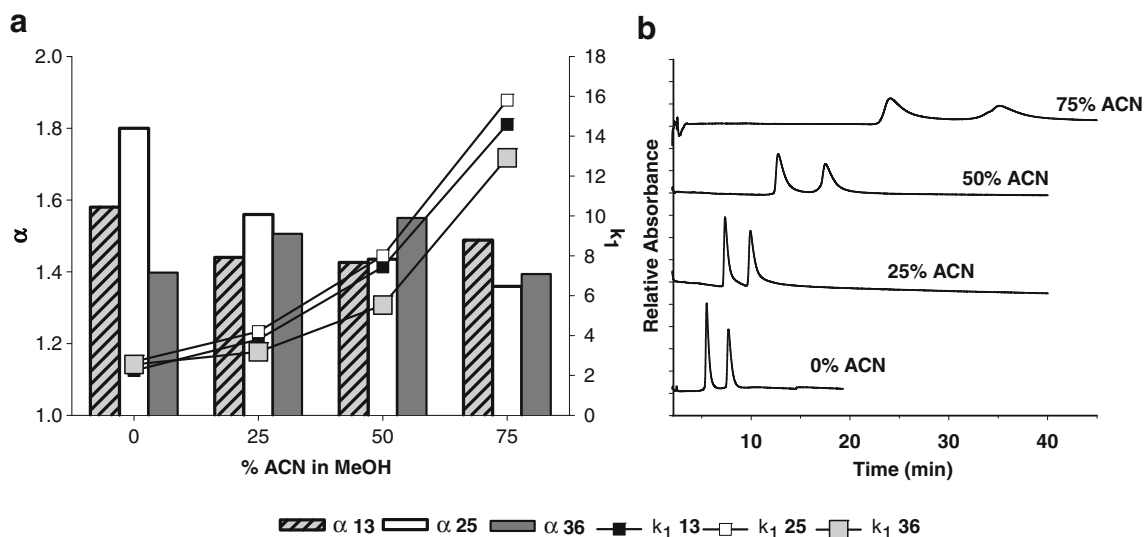 a
α
2.0
1.8
1.6
1.4
1.2
1.0
18
16
14
12
10
8
6
4
2
0
k1
0 25 50 75
% ACN in MeOH
b
Relative Absorbance
75% ACN
50% ACN
25% ACN
0% ACN
10 20 30 40
Time (min)
α 13 α 25 α 36 k1 13 k1 25 k1 36